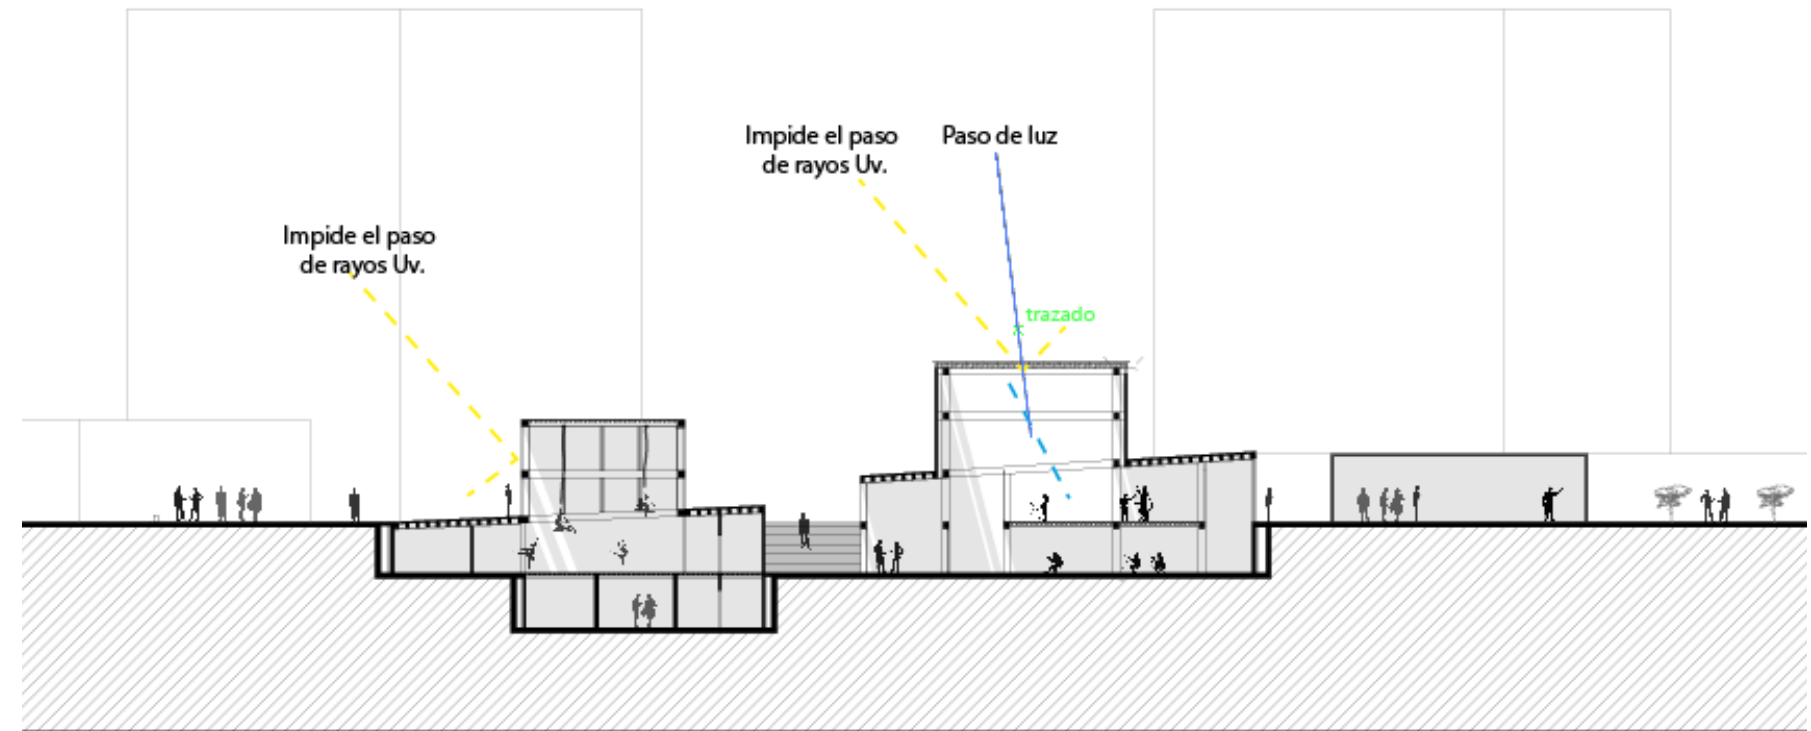 Impide el paso
de rayos Uv.
Paso de luz
Impide el paso
de rayos Uv.
trazado